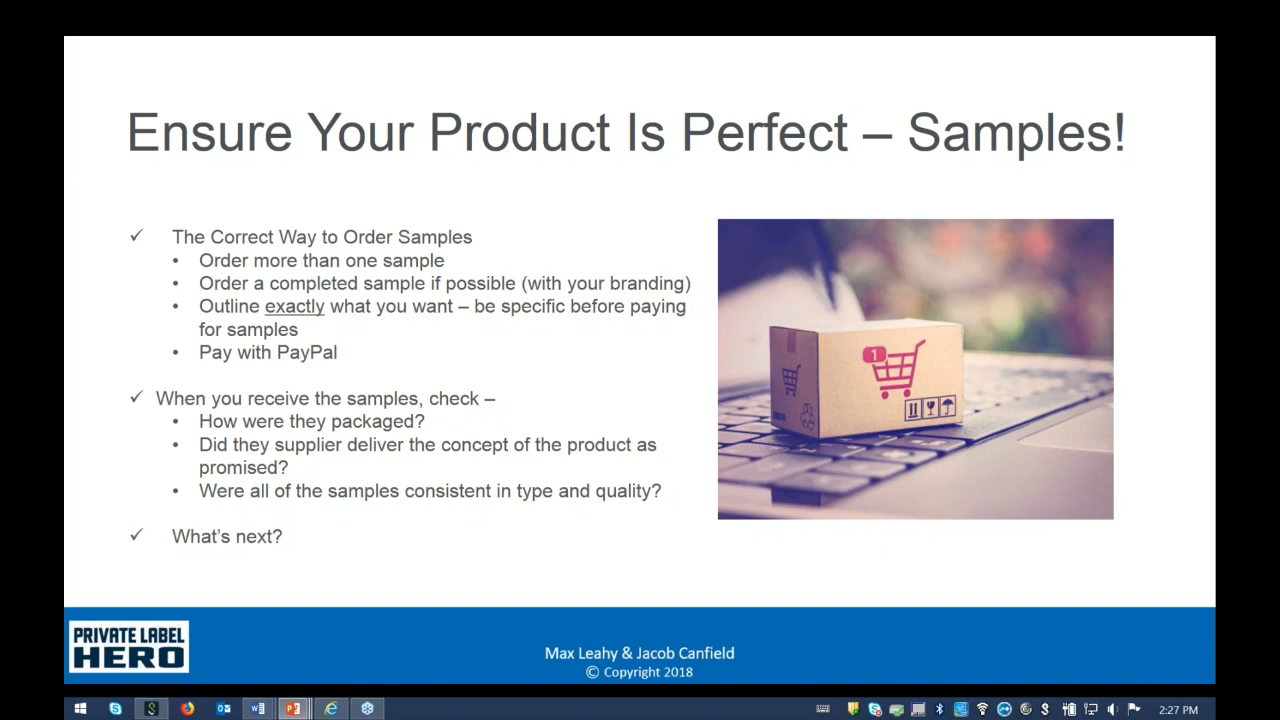 Ensure Your Product Is Perfect – Samples!
✓ The Correct Way to Order Samples
• Order more than one sample
• Order a completed sample if possible (with your branding)
• Outline exactly what you want – be specific before paying
for samples
• Pay with PayPal
✓ When you receive the samples, check –
• How were they packaged?
• Did they supplier deliver the concept of the product as
promised?
• Were all of the samples consistent in type and quality?
✓ What's next?
1
PRIVATE LABEL
HERO
Max Leahy & Jacob Canfield
© Copyright 2018
2:27 PM